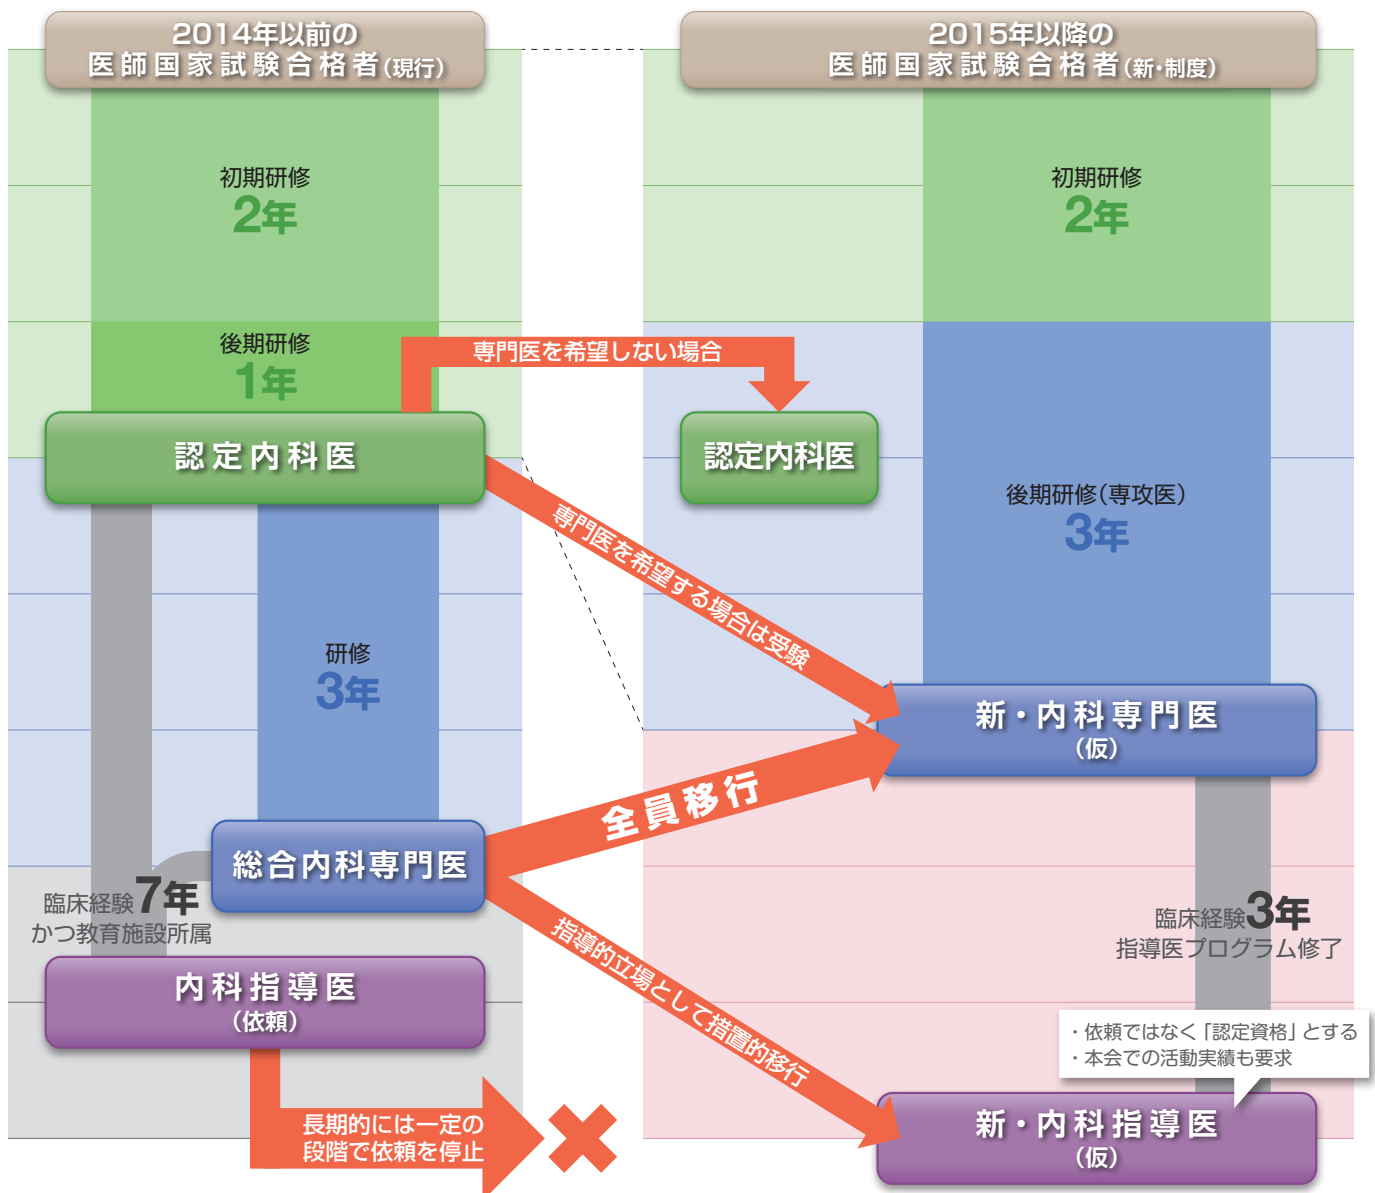 2014年以前の
医師国家試験合格者(現行)
2015年以降の
医師国家試験合格者(新・制度)
初期研修
2年
初期研修
2年
後期研修
1年
専門医を希望しない場合
認定内科医
認定内科医
専門医を希望する場合は受験
後期研修(専攻医)
3年
研修
3年
新・内科専門医
(仮)
全員移行
総合内科専門医
臨床経験7年
かつ教育施設所属
指導的立場として措置的移行
臨床経験3年
指導医プログラム修了
内科指導医
(依頼)
・依頼ではなく「認定資格」とする
・本会での活動実績も要求
長期的には一定の
段階で依頼を停止
新・内科指導医
(仮)